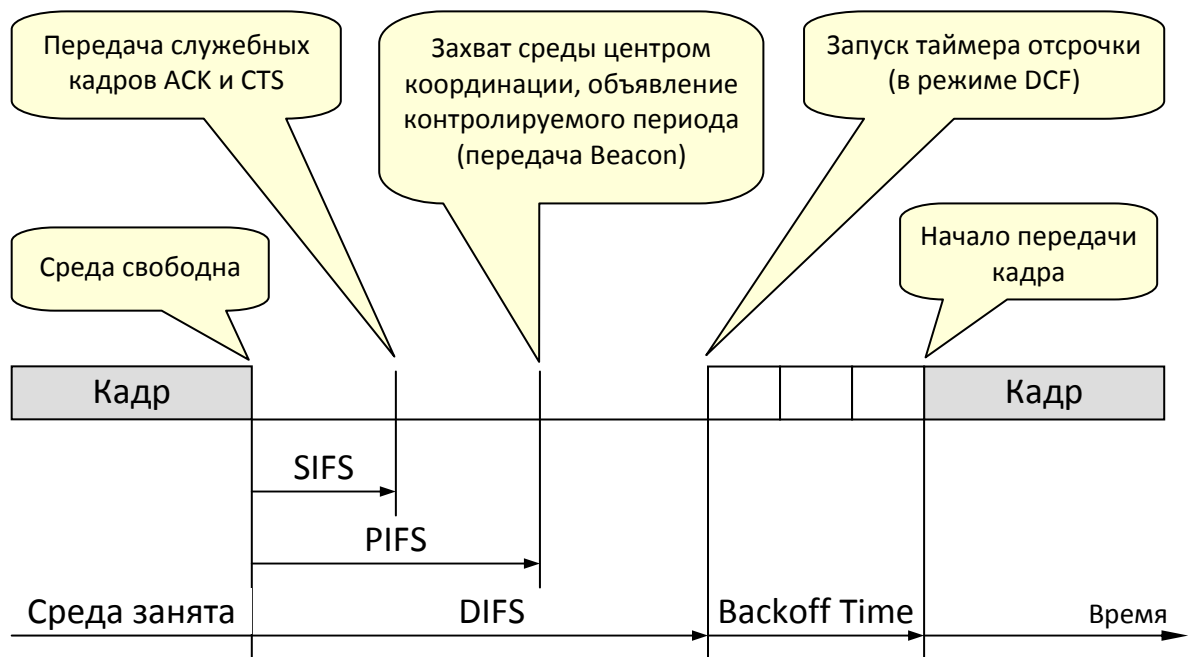 Передача служебных
кадров ACK и CTS
Захват среды центром
координации, объявление
контролируемого периода
(передача Beacon)
Запуск таймера отсрочки
(в режиме DCF)
Среда свободна
Начало передачи
кадра
Кадр
Кадр
SIFS
PIFS
Среда занята
DIFS
Backoff Time
Время